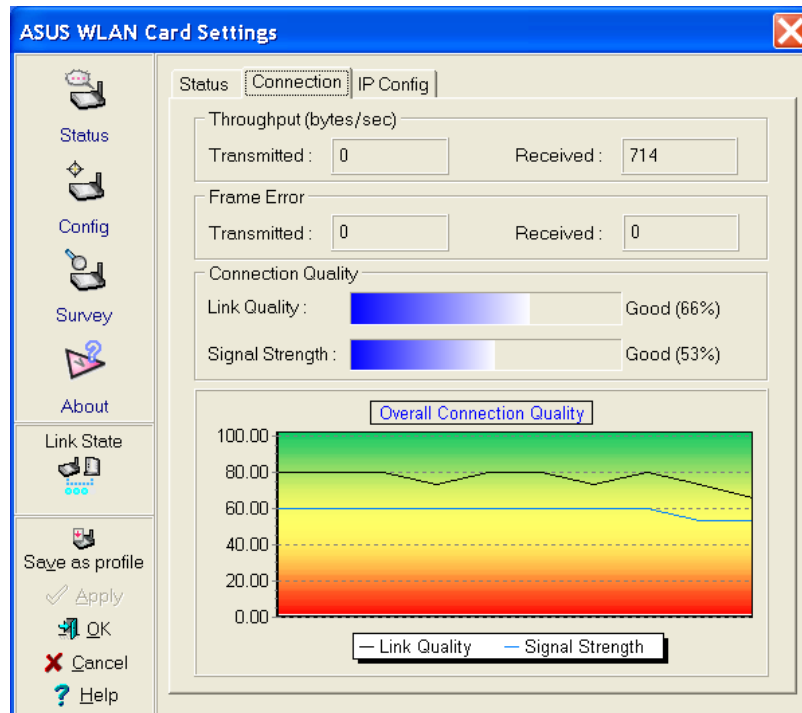 ASUS WLAN Card Settings
Status
Config
Survey
About
Link State
Save as profile
Apply
OK
Cancel
Help
Status Connection IP Config
Throughput (bytes/sec)
Transmitted : 0 Received : 714
Frame Error
Transmitted : 0 Received : 0
Connection Quality
Link Quality : Good (66%)
Signal Strength : Good (53%)
Overall Connection Quality
100.00
80.00
60.00
40.00
20.00
0.00
Link Quality Signal Strength